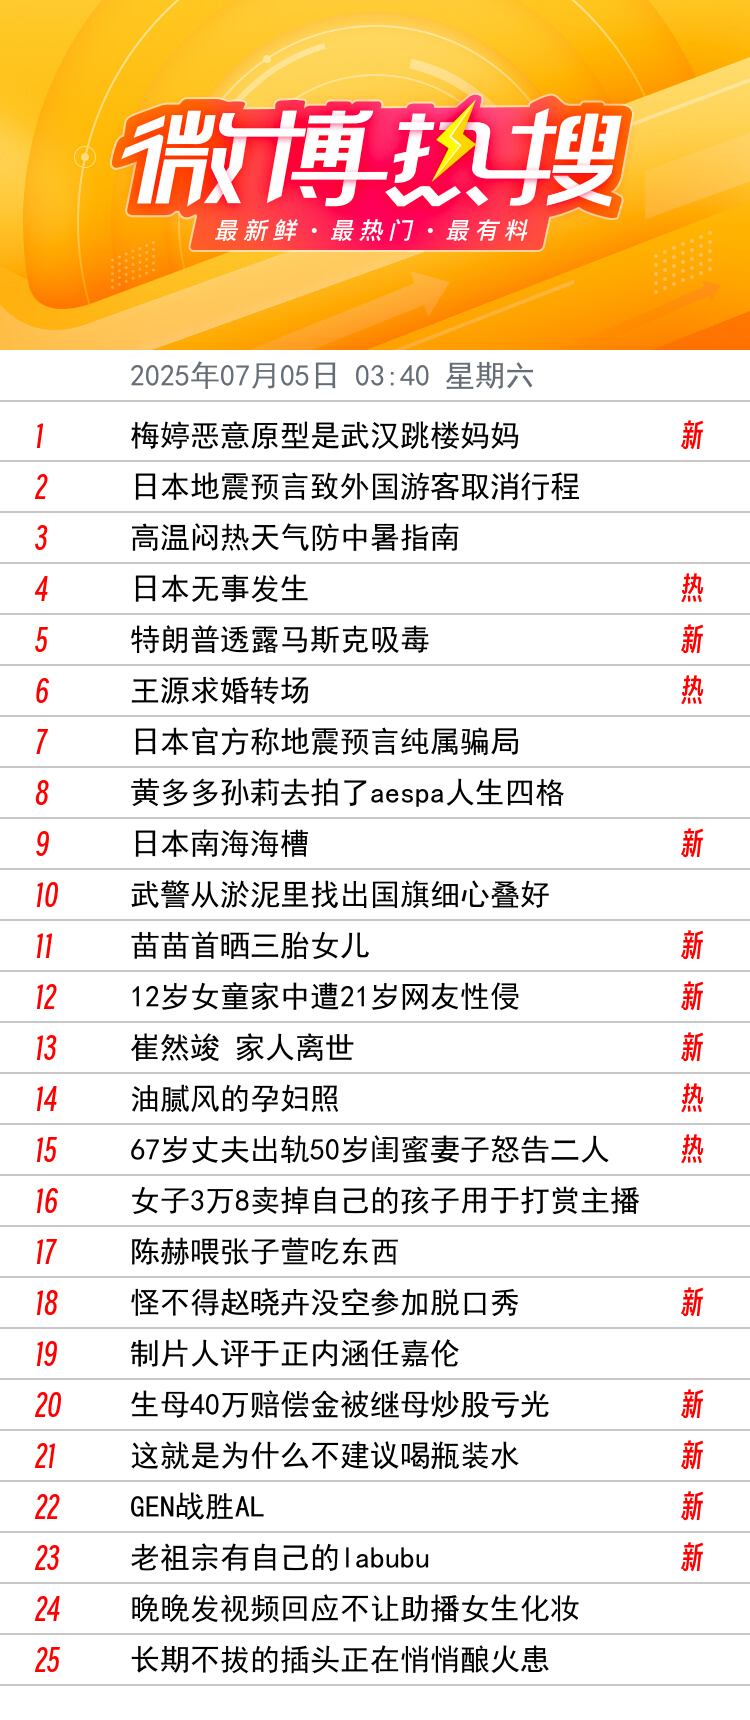 微博热搜
最新鲜·最热门·最有料
2025年07月05日 03:40 星期六
1 梅婷恶意原型是武汉跳楼妈妈 新
2 日本地震预言致外国游客取消行程
3 高温闷热天气防中暑指南
4 日本无事发生 热
5 特朗普透露马斯克吸毒 新
6 王源求婚转场 热
7 日本官方称地震预言纯属骗局
8 黄多多孙莉去拍了aespa人生四格
9 日本南海海槽 新
10 武警从淤泥里找出国旗细心叠好
11 苗苗首晒三胎女儿 新
12 12岁女童家中遭21岁网友性侵 新
13 崔然竣 家人离世 新
14 油腻风的孕妇照 热
15 67岁丈夫出轨50岁闺蜜妻子怒告二人 热
16 女子3万8卖掉自己的孩子用于打赏主播
17 陈赫喂张子萱吃东西
18 怪不得赵晓卉没空参加脱口秀 新
19 制片人评于正内涵任嘉伦
20 生母40万赔偿金被继母炒股亏光 新
21 这就是为什么不建议喝瓶装水 新
22 GEN战胜AL 新
23 老祖宗有自己的labubu 新
24 晚晚发视频回应不让助播女生化妆
25 长期不拔的插头正在悄悄酿火患